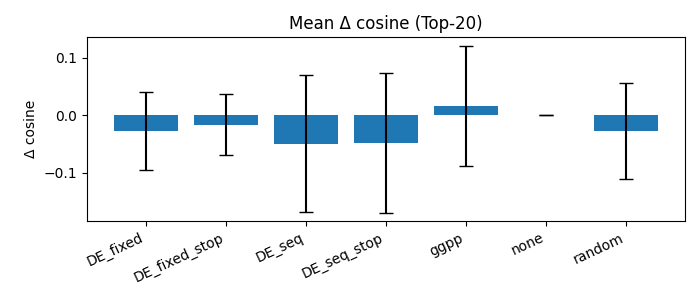 Mean Δ cosine (Top-20)
Δ cosine
0.1
0.0
−0.1
DE_fixed
DE_fixed_stop
DE_seq
DE_seq_stop
ggpp
none
random